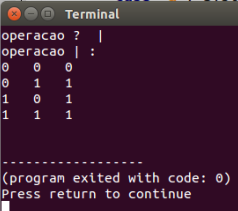 Terminal
operacao ? |
operacao | :
0 0 0
0 1 1
1 0 1
1 1 1
------------------
(program exited with code: 0)
Press return to continue